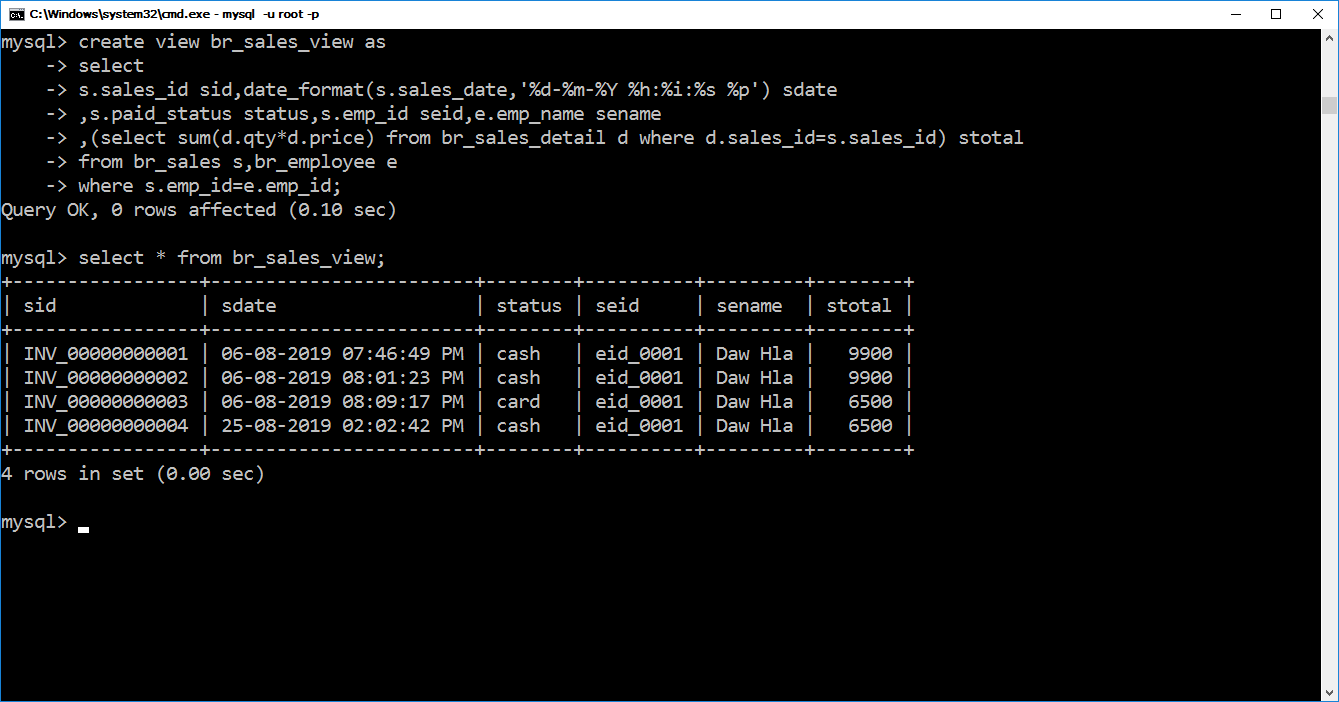 C:\Windows\system32\cmd.exe - mysql  -u root -p
mysql> create view br_sales_view as
    -> select
    -> s.sales_id sid,date_format(s.sales_date,'%d-%m-%Y %h:%i:%s %p') sdate
    -> ,s.paid_status status,s.emp_id seid,e.emp_name sename
    -> ,(select sum(d.qty*d.price) from br_sales_detail d where d.sales_id=s.sales_id) stotal
    -> from br_sales s,br_employee e
    -> where s.emp_id=e.emp_id;
Query OK, 0 rows affected (0.10 sec)
mysql> select * from br_sales_view;
+-----------------+------------------------+--------+----------+---------+--------+
| sid             | sdate                  | status | seid     | sename  | stotal |
+-----------------+------------------------+--------+----------+---------+--------+
| INV_00000000001 | 06-08-2019 07:46:49 PM | cash   | eid_0001 | Daw Hla |   9900 |
| INV_00000000002 | 06-08-2019 08:01:23 PM | cash   | eid_0001 | Daw Hla |   9900 |
| INV_00000000003 | 06-08-2019 08:09:17 PM | card   | eid_0001 | Daw Hla |   6500 |
| INV_00000000004 | 25-08-2019 02:02:42 PM | cash   | eid_0001 | Daw Hla |   6500 |
+-----------------+------------------------+--------+----------+---------+--------+
4 rows in set (0.00 sec)
mysql>